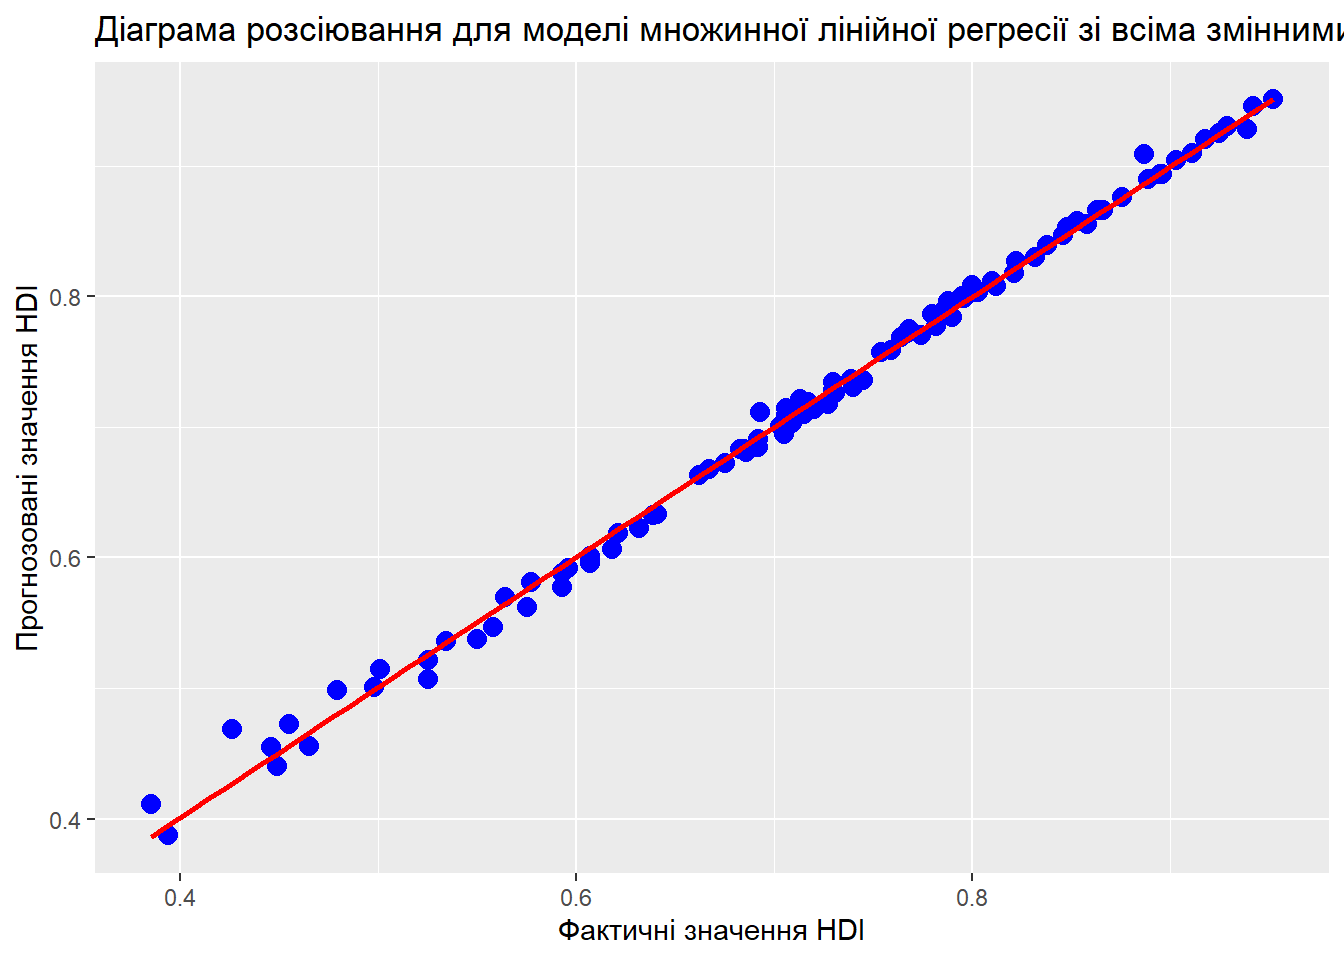 Діаграма розсіювання для моделі множинної лінійної регресії зі всіма змінними
Прогнозовані значення HDI
0.8
0.6
0.4
0.4 0.6 0.8
Фактичні значення HDI